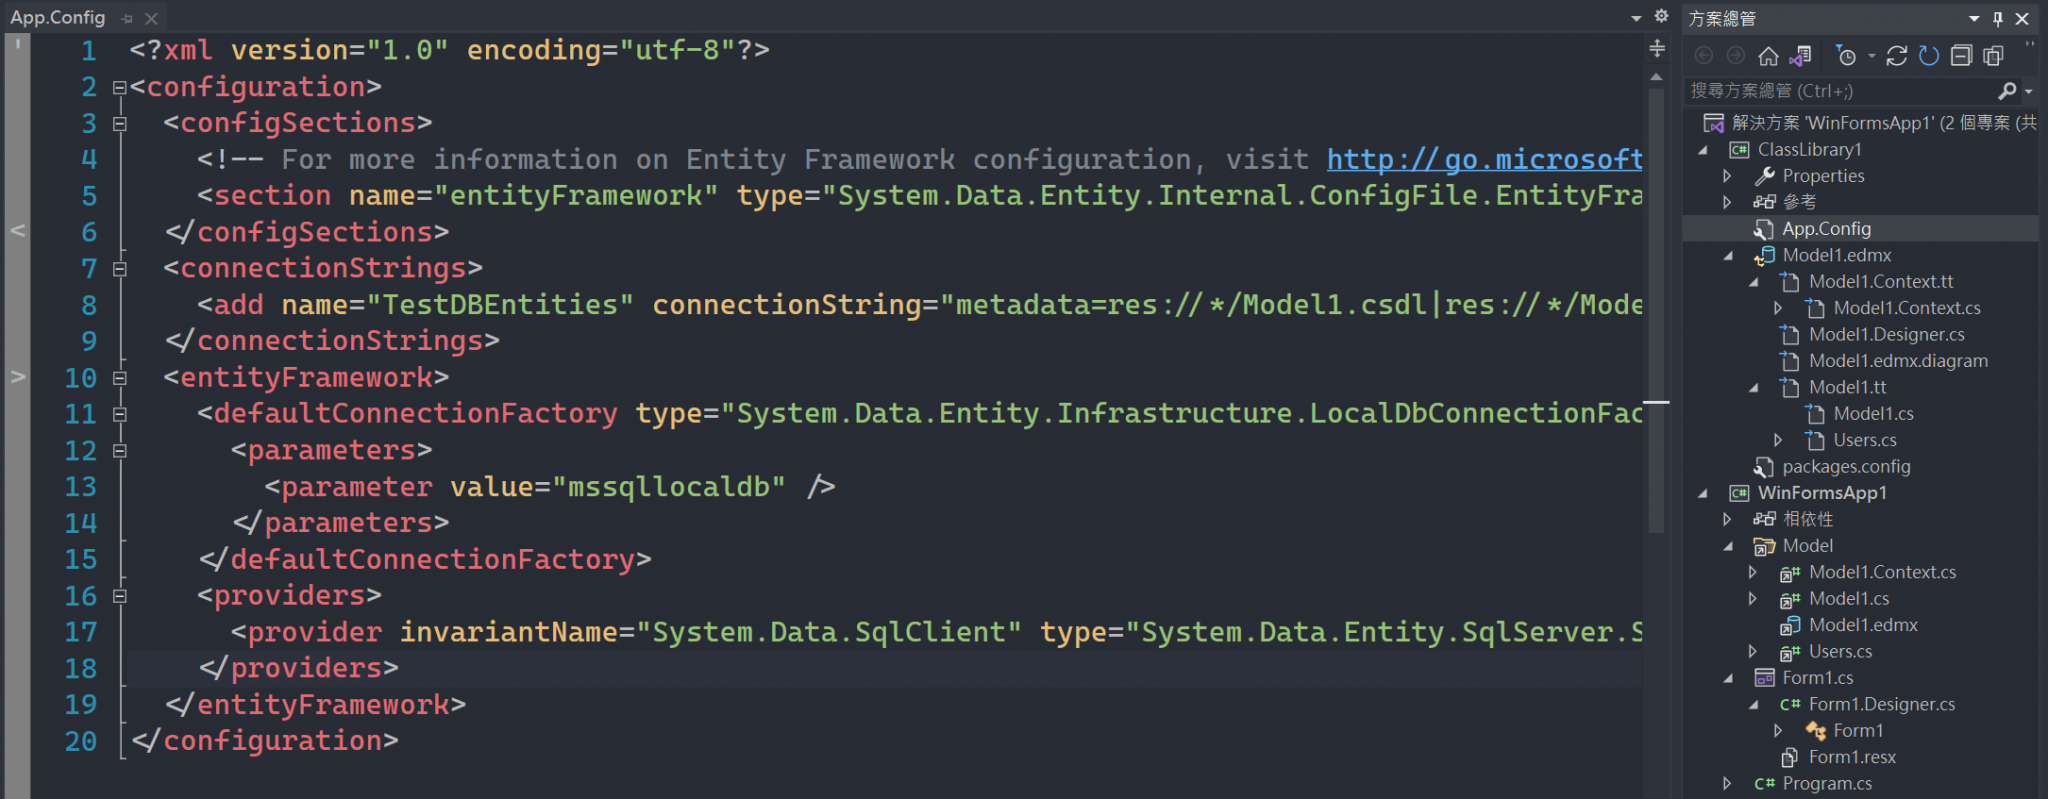 App.Config
1 <?xml version="1.0" encoding="utf-8"?>
2 <configuration>
3 <configSections>
4 <!-- For more information on Entity Framework configuration, visit http://go.microsoft
5 <section name="entityFramework" type="System.Data.Entity.Internal.ConfigFile.EntityFra
6 </configSections>
7 <connectionStrings>
8 <add name="TestDBEntities" connectionString="metadata=res://*/Model1.csdl|res://*/Mode
9 </connectionStrings>
10 <entityFramework>
11 <defaultConnectionFactory type="System.Data.Entity.Infrastructure.LocalDbConnectionFac
12 <parameters>
13 <parameter value="mssqllocaldb" />
14 </parameters>
15 </defaultConnectionFactory>
16 <providers>
17 <provider invariantName="System.Data.SqlClient" type="System.Data.Entity.SqlServer.S
18 </providers>
19 </entityFramework>
20 </configuration>
方案總管
搜尋方案總管 (Ctrl+;)
解決方案 'WinFormsApp1' (2 個專案 (共
C# ClassLibrary1
Properties
參考
App.Config
Model1.edmx
Model1.Context.tt
Model1.Context.cs
Model1.Designer.cs
Model1.edmx.diagram
Model1.tt
Model1.cs
Users.cs
packages.config
C# WinFormsApp1
相依性
Model
Model1.Context.cs
Model1.cs
Model1.edmx
Users.cs
Form1.cs
C# Form1.Designer.cs
Form1
Form1.resx
C# Program.cs